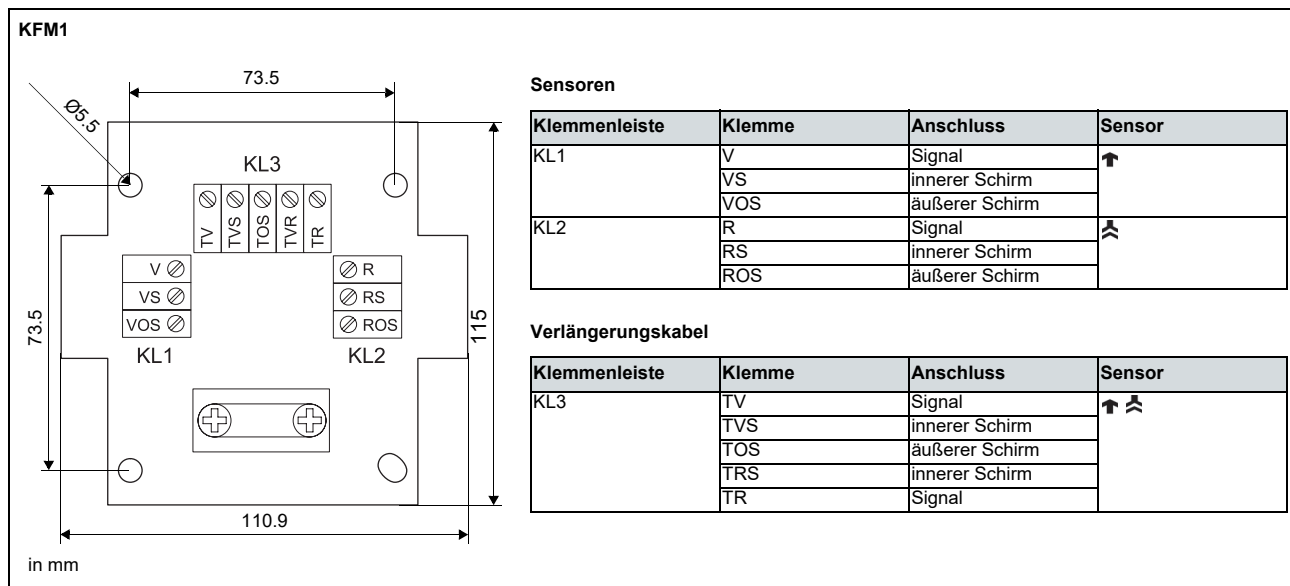 KFM1
73.5
Ø5.5
KL3
TV TVS TOS TVR TR
V
VS
VOS
KL1
R
RS
ROS
KL2
73.5
115
110.9
in mm
Sensoren
Klemmenleiste Klemme Anschluss Sensor
KL1 V Signal
VS innerer Schirm
VOS äußerer Schirm
KL2 R Signal
RS innerer Schirm
ROS äußerer Schirm
Verlängerungskabel
Klemmenleiste Klemme Anschluss Sensor
KL3 TV Signal
TVS innerer Schirm
TOS äußerer Schirm
TRS innerer Schirm
TR Signal